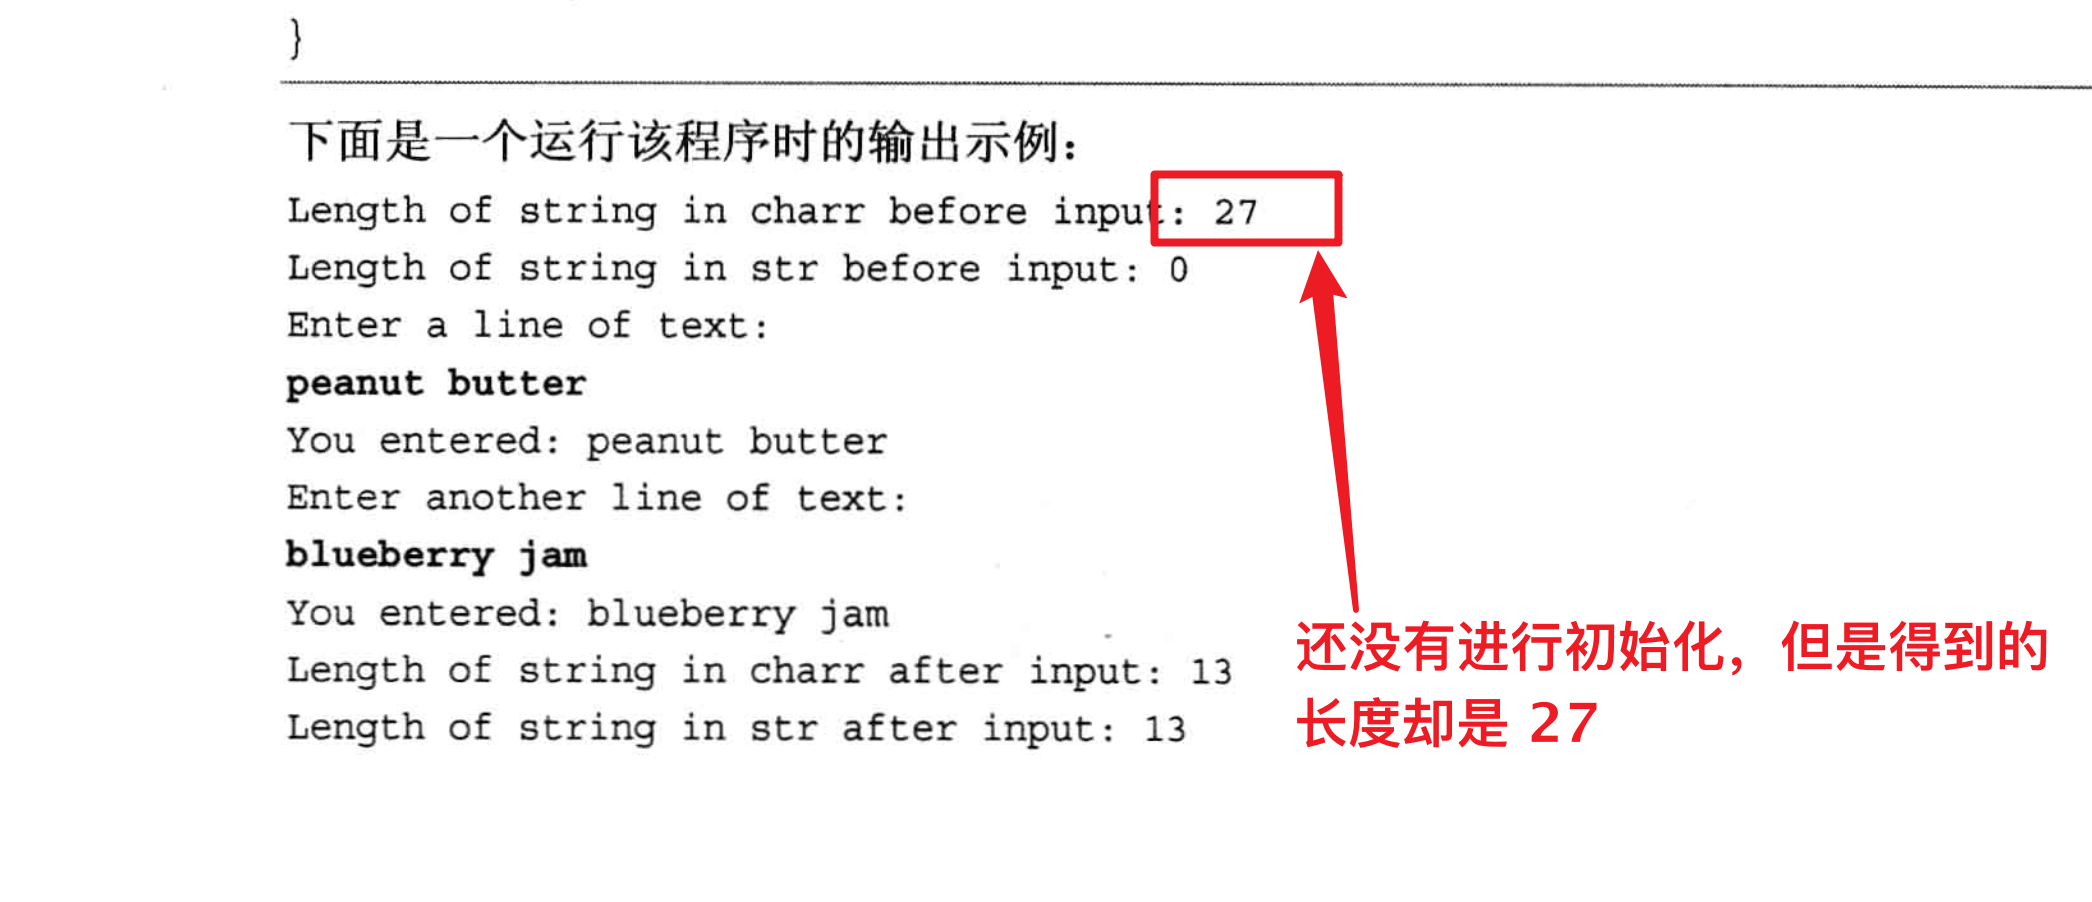 }
下面是一个运行该程序时的输出示例：
Length of string in charr before input: 27
Length of string in str before input: 0
Enter a line of text:
peanut butter
You entered: peanut butter
Enter another line of text:
blueberry jam
You entered: blueberry jam
Length of string in charr after input: 13
Length of string in str after input: 13
还没有进行初始化，但是得到的
长度却是 27